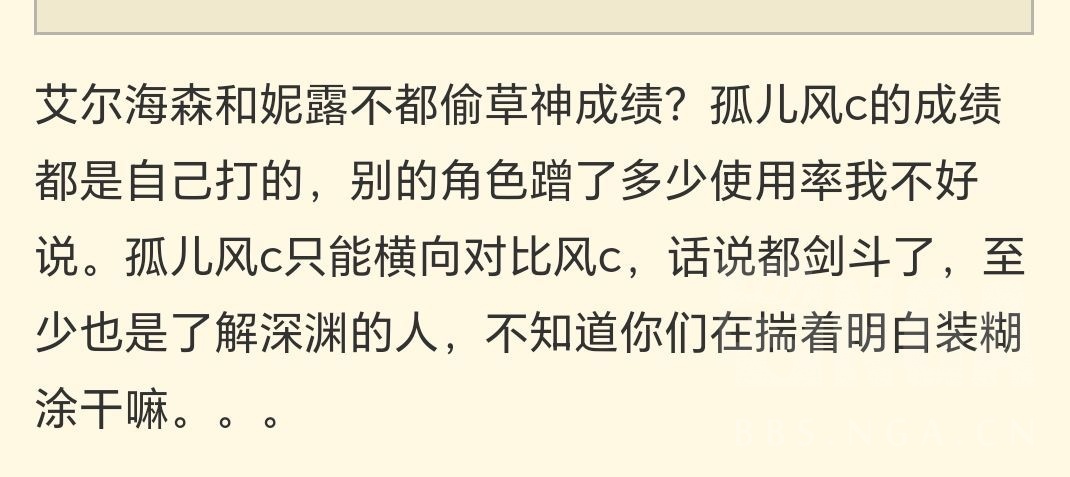 艾尔海森和妮露不都偷草神成绩？孤儿风c的成绩
都是自己打的，别的角色蹭了多少使用率我不好
说。孤儿风c只能横向对比风c，话说都剑斗了，至
少也是了解深渊的人，不知道你们在揣着明白装糊
涂干嘛。。。
BBS.NGA.CN